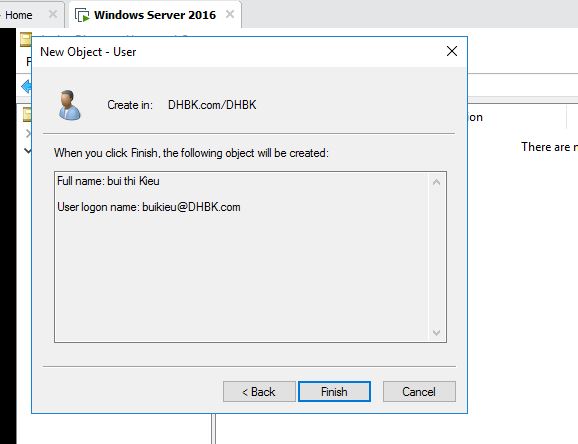 Home
Windows Server 2016
New Object - User
Create in: DHBK.com/DHBK
on
When you click Finish, the following object will be created:
There are n
Full name: bui thi Kieu
User logon name: buikieu@DHBK.com
< Back Finish Cancel